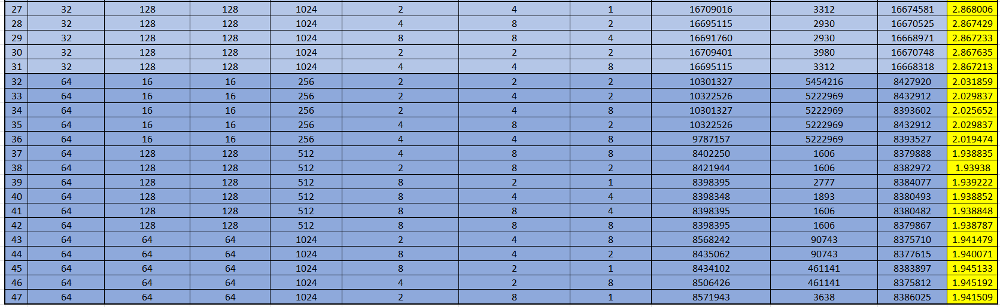 27 32 128 128 1024 2 4 1 16709016 3312 16674581 2.868006
28 32 128 128 1024 4 8 2 16695115 2930 16670525 2.867429
29 32 128 128 1024 8 8 4 16691760 2930 16668971 2.867233
30 32 128 128 1024 2 2 2 16709401 3980 16670748 2.867635
31 32 128 128 1024 4 4 8 16695115 3312 16668318 2.867213
32 64 16 16 256 2 2 2 10301327 5454216 8427920 2.031859
33 64 16 16 256 2 4 2 10322526 5222969 8432912 2.029837
34 64 16 16 256 2 4 8 10301327 5222969 8393602 2.025652
35 64 16 16 256 4 8 2 10322526 5222969 8432912 2.029837
36 64 16 16 256 4 4 8 9787157 5222969 8393527 2.019474
37 64 128 128 512 4 8 8 8402250 1606 8379888 1.938835
38 64 128 128 512 2 8 2 8421944 1606 8382972 1.93938
39 64 128 128 512 8 2 1 8398395 2777 8384077 1.939222
40 64 128 128 512 8 4 4 8398348 1893 8380493 1.938852
41 64 128 128 512 8 8 4 8398395 1606 8380482 1.938848
42 64 128 128 512 8 8 8 8398395 1606 8379867 1.938787
43 64 64 64 1024 2 4 8 8568242 90743 8375710 1.941479
44 64 64 64 1024 8 4 2 8435062 90743 8377615 1.940071
45 64 64 64 1024 8 2 1 8434102 461141 8383897 1.945133
46 64 64 64 1024 4 2 8 8506426 461141 8375812 1.945192
47 64 64 64 1024 2 8 1 8571943 3638 8386025 1.941509